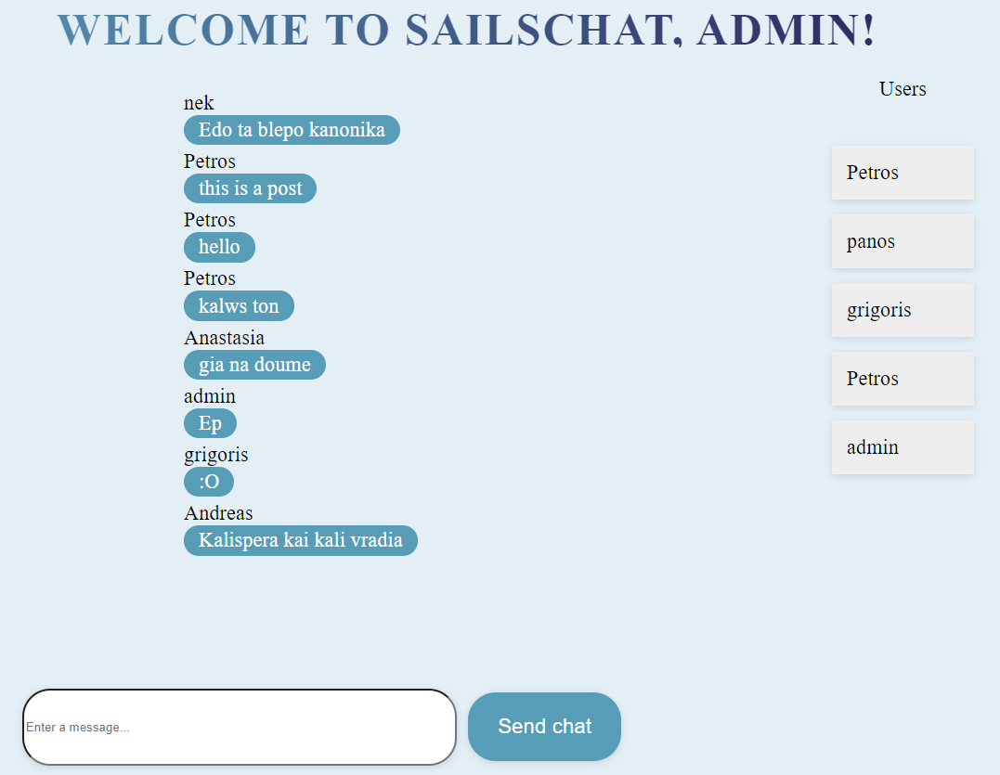 WELCOME TO SAILSCHAT, ADMIN!
nek
Edo ta blepo kanonika
Petros
this is a post
Petros
hello
Petros
kalws ton
Anastasia
gia na doume
admin
Ep
grigoris
:O
Andreas
Kalispera kai kali vradia
Users
Petros
panos
grigoris
Petros
admin
Enter a message...
Send chat